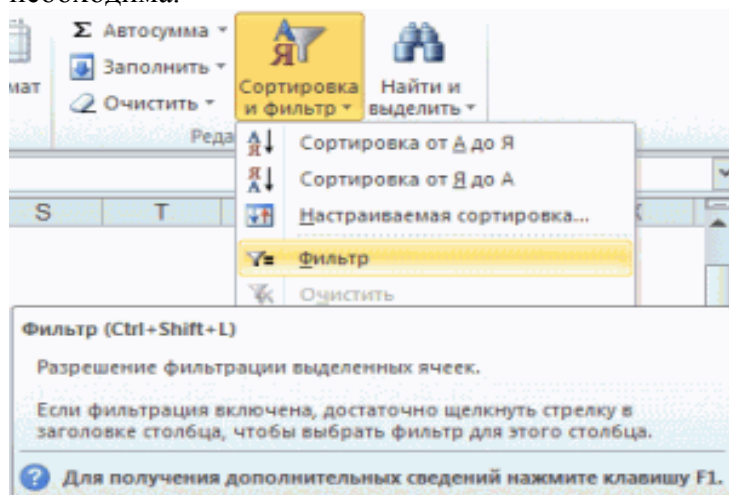 необходима.
Σ Автосумма
Заполнить
Очистить
Сортировка и фильтр
Найти и выделить
мат
Реда
Сортировка от А до Я
Сортировка от Я до А
Настраиваемая сортировка...
S T
Фильтр
Очистить
Фильтр (Ctrl+Shift+L)
Разрешение фильтрации выделенных ячеек.
Если фильтрация включена, достаточно щелкнуть стрелку в
заголовке столбца, чтобы выбрать фильтр для этого столбца.
Для получения дополнительных сведений нажмите клавишу F1.